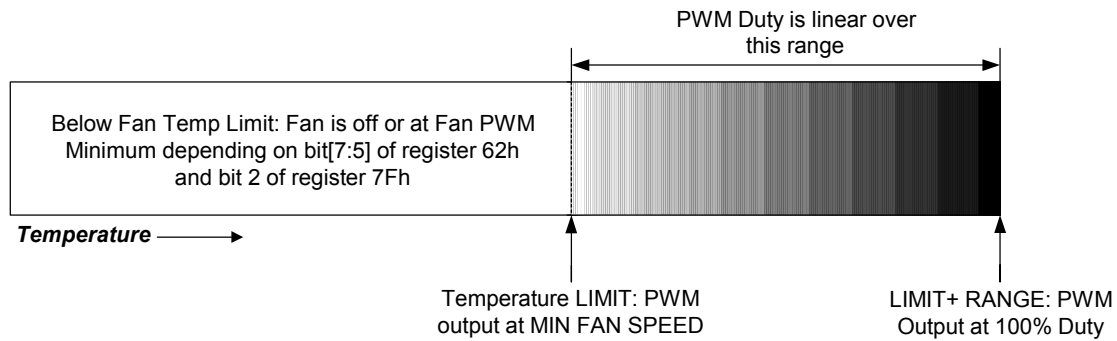 PWM Duty is linear over
this range
Below Fan Temp Limit: Fan is off or at Fan PWM
Minimum depending on bit[7:5] of register 62h
and bit 2 of register 7Fh
Temperature
Temperature LIMIT: PWM
output at MIN FAN SPEED
LIMIT+ RANGE: PWM
Output at 100% Duty